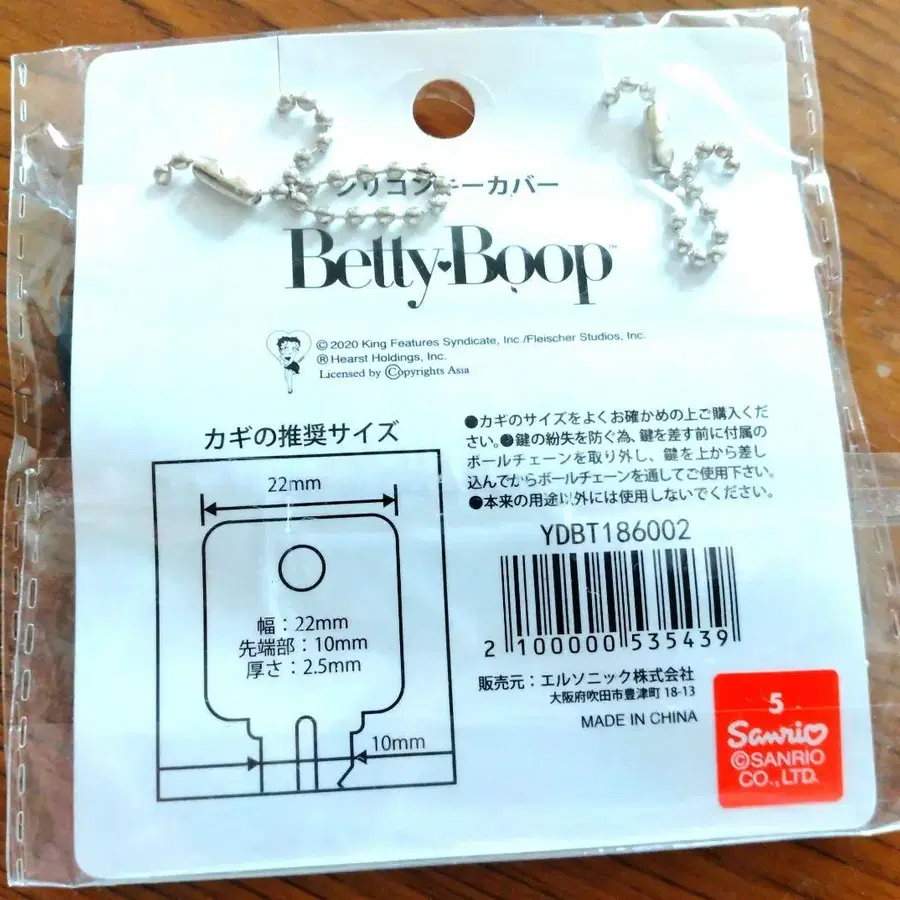 シリコンキーカバー
Betty Boop™
©2020 King Features Syndicate, Inc./Fleischer Studios, Inc.
® Hearst Holdings, Inc.
Licensed by Copyrights Asia
カギの推奨サイズ
22mm
幅：22mm
先端部：10mm
厚さ：2.5mm
10mm
●カギのサイズをよくお確かめの上ご購入くだ
さい。●鍵の紛失を防ぐ為、鍵を差す前に付属の
ボールチェーンを取り外し、鍵を上から差し
込んでからボールチェーンを通してご使用下さい。
●本来の用途以外には使用しないでください。
YDBT186002
2 100000 535439
販売元：エルソニック株式会社
大阪府吹田市豊津町 18-13
MADE IN CHINA
5
Sanrio
©SANRIO
CO., LTD.